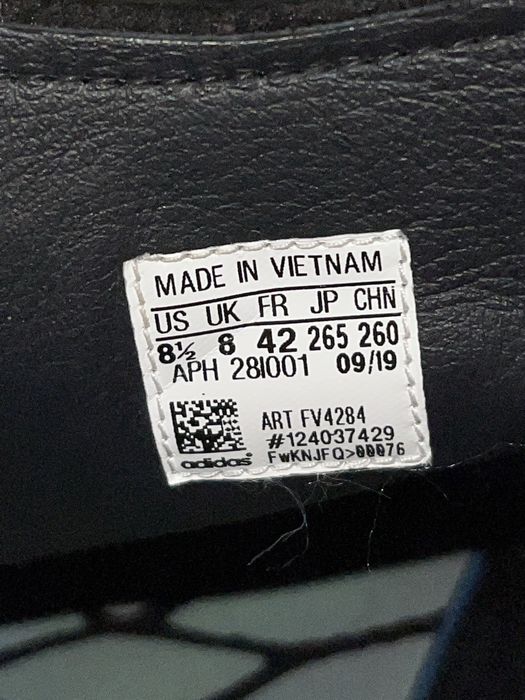 MADE IN VIETNAM
US UK FR JP CHN
8½ 8 42 265 260
APH 28I001 09/19
ART FV4284
#124037429
FwKNJFQ>00076
adidas